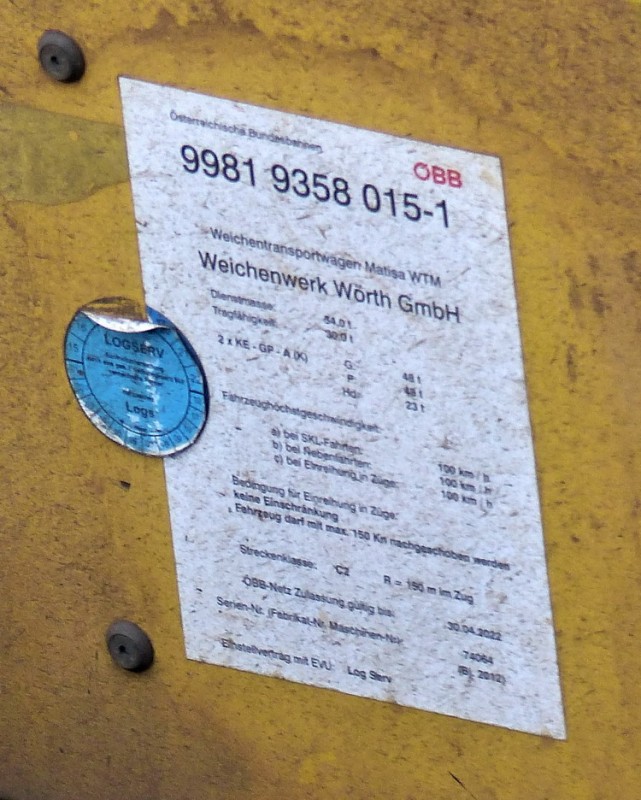 Österreichische Bundesbahnen
ÖBB
9981 9358 015-1
Weichentransportwagen Matisa WTM
Weichenwerk Wörth GmbH
Dienstmasse: 54,0 t
Tragfähigkeit: 30,0 t
2 x KE - GP - A (K) G: 48 t
P: 48 t
Hd: 23 t
Fahrzeughöchstgeschwindigkeit:
a) bei SKL-Fahrten: 100 km / h
b) bei Nebenfahrten: 100 km / h
c) bei Einreihung in Züge: 100 km / h
Bedingung für Einreihung in Züge:
keine Einschränkung
Fahrzeug darf mit max. 150 Kn nachgeschoben werden
Streckenklasse: C2 R = 150 m im Zug
ÖBB-Netz Zulassung gültig bis: 30.04.2022
Serien-Nr. (Fabrikat-Nr. Maschinen-Nr) 74064
(Bj. 2012)
Einstellvertrag mit EVU: Log Serv
LOGSERV
Logs